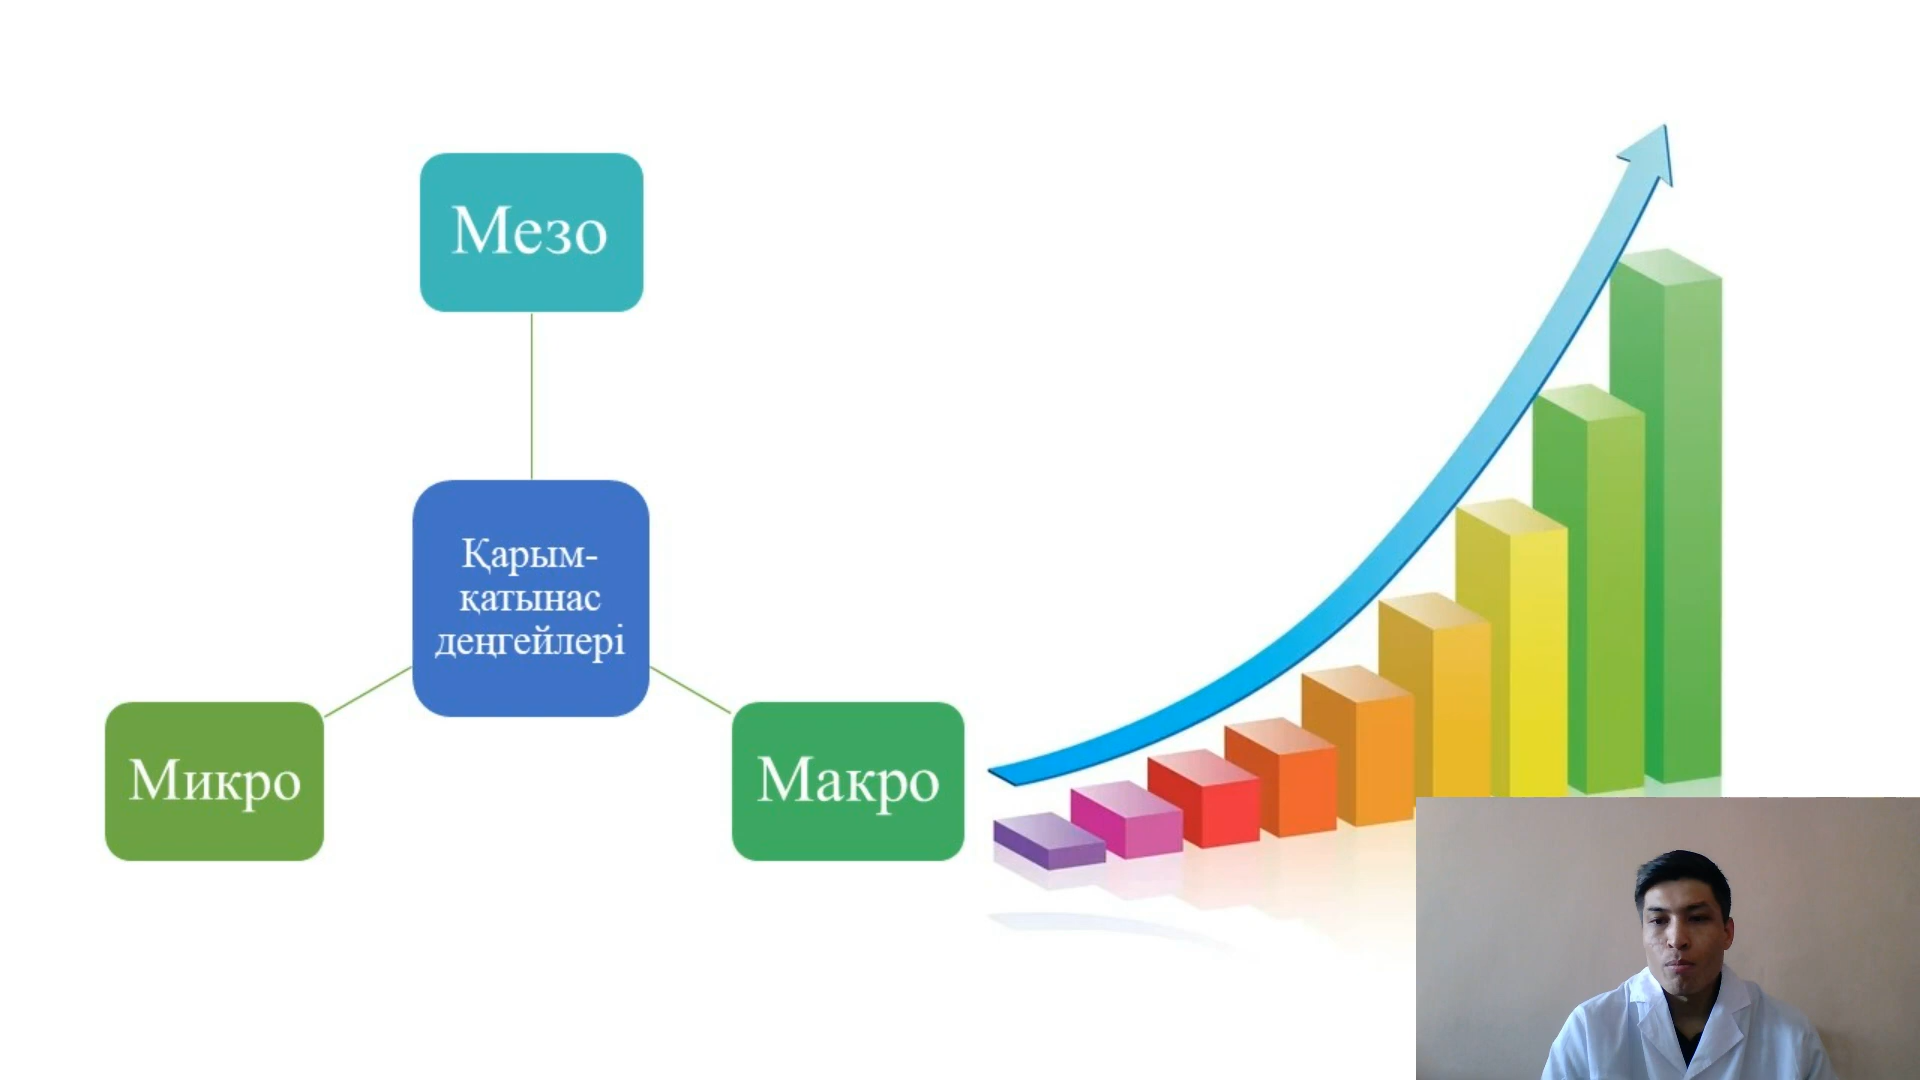 Мезо
Қарым-
қатынас
деңгейлері
Микро
Макро